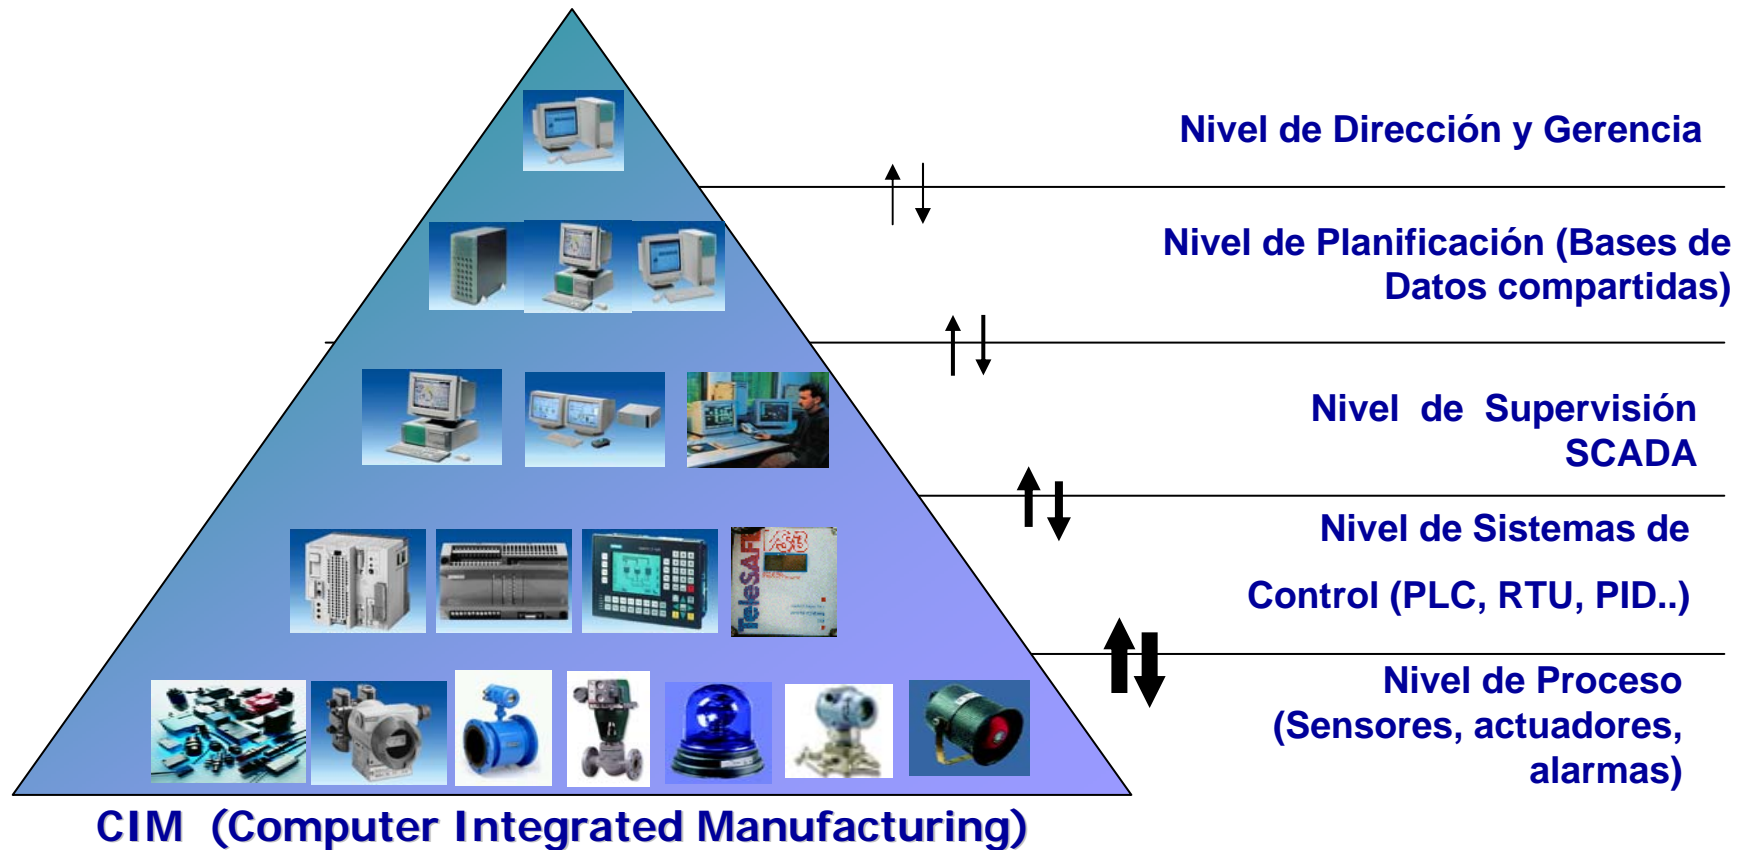 Nivel de Dirección y Gerencia
Nivel de Planificación (Bases de
Datos compartidas)
Nivel de Supervisión
SCADA
Nivel de Sistemas de
Control (PLC, RTU, PID..)
TeleSAFE
Nivel de Proceso
(Sensores, actuadores,
alarmas)
CIM (Computer Integrated Manufacturing)